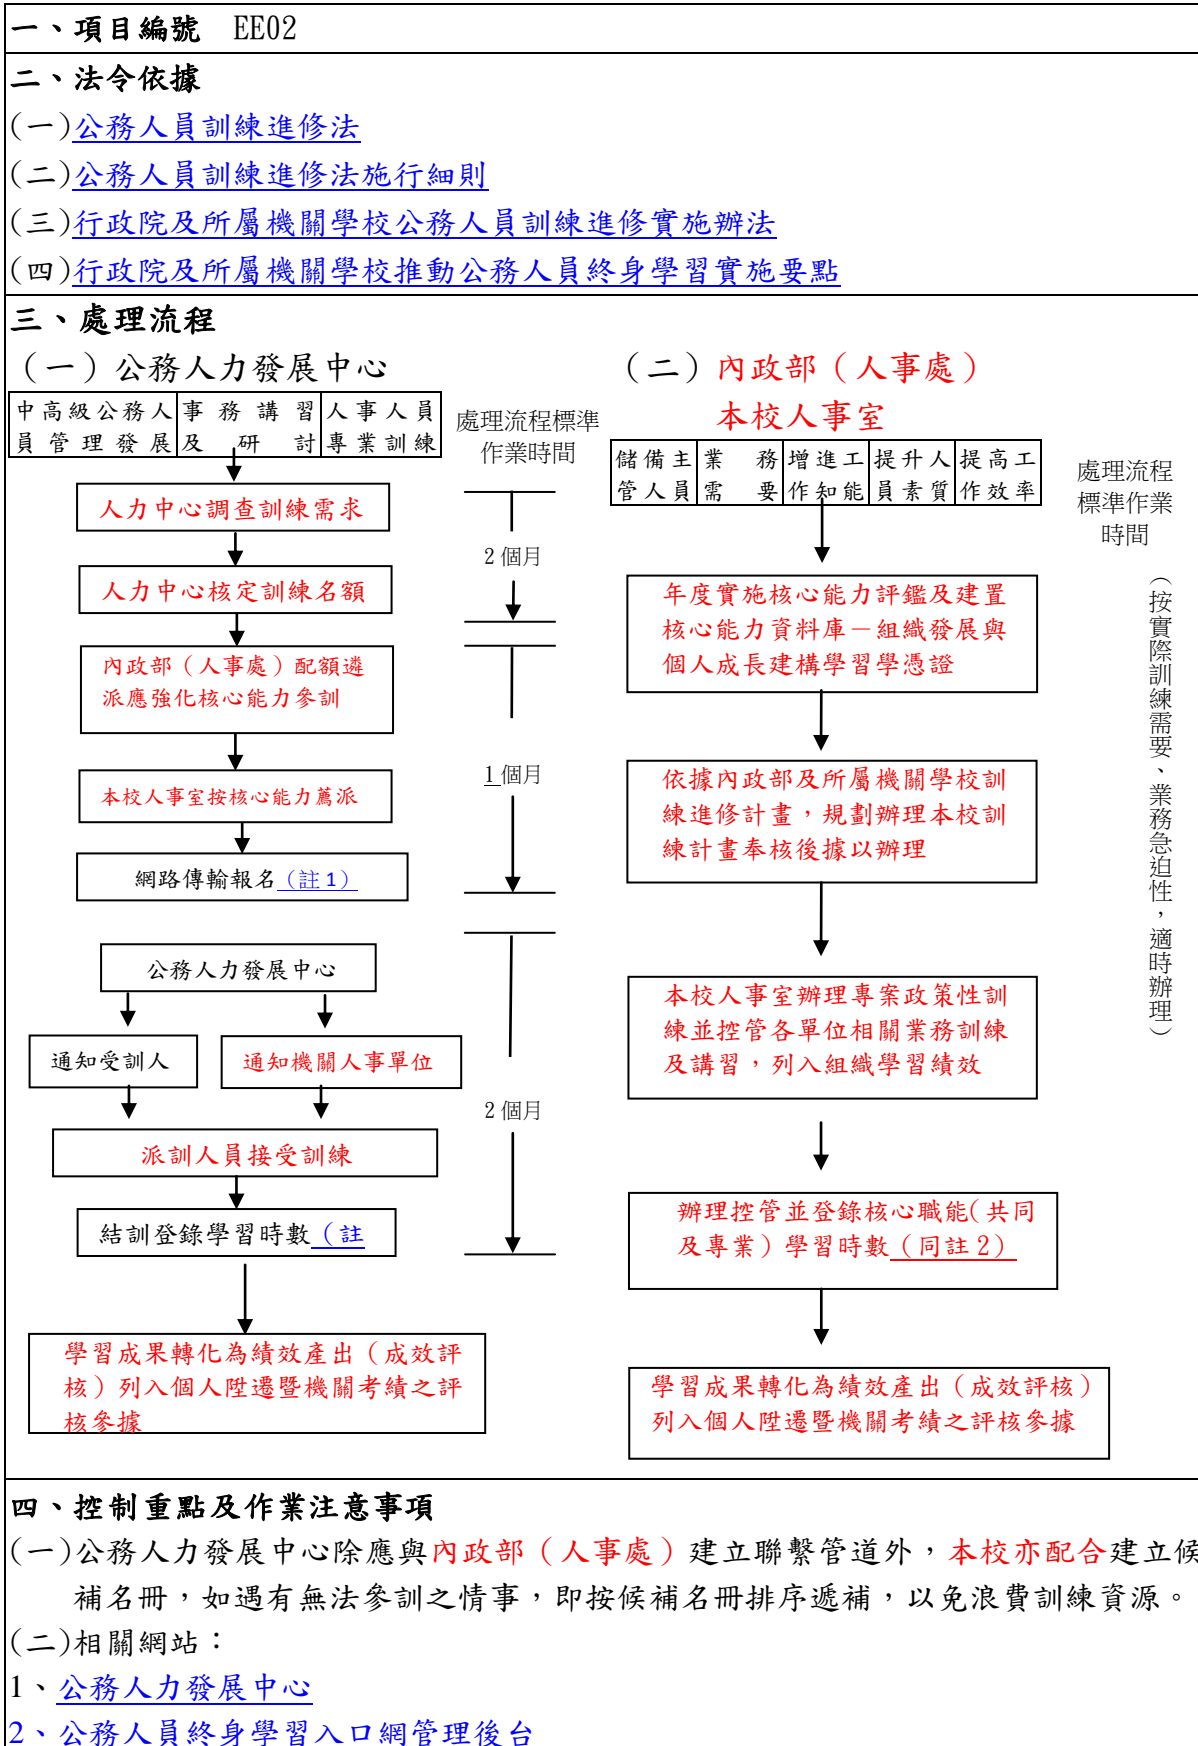 一、項目編號　EE02
二、法令依據
(一)公務人員訓練進修法
(二)公務人員訓練進修法施行細則
(三)行政院及所屬機關學校公務人員訓練進修實施辦法
(四)行政院及所屬機關學校推動公務人員終身學習實施要點
三、處理流程
（一）公務人力發展中心
中高級公務人
員管理發展
事務講習
及研討
人事人員
專業訓練
處理流程標準
作業時間
人力中心調查訓練需求
人力中心核定訓練名額
2個月
內政部（人事處）配額遴
派應強化核心能力參訓
本校人事室按核心能力薦派
網路傳輸報名（註1）
1個月
公務人力發展中心
通知受訓人
通知機關人事單位
派訓人員接受訓練
結訓登錄學習時數（註
2個月
學習成果轉化為績效產出（成效評
核）列入個人陞遷暨機關考績之評
核參據
（二）內政部（人事處）
本校人事室
儲備主
管人員
業務
需要
增進工
作知能
提升人
員素質
提高工
作效率
處理流程
標準作業
時間
年度實施核心能力評鑑及建置
核心能力資料庫－組織發展與
個人成長建構學習學憑證
依據內政部及所屬機關學校訓
練進修計畫，規劃辦理本校訓
練計畫奉核後據以辦理
本校人事室辦理專案政策性訓
練並控管各單位相關業務訓練
及講習，列入組織學習績效
辦理控管並登錄核心職能(共同
及專業）學習時數（同註2）
學習成果轉化為績效產出（成效評核）
列入個人陞遷暨機關考績之評核參據
（按實際訓練需要、業務急迫性，適時辦理）
四、控制重點及作業注意事項
(一)公務人力發展中心除應與內政部（人事處）建立聯繫管道外，本校亦配合建立候
補名冊，如遇有無法參訓之情事，即按候補名冊排序遞補，以免浪費訓練資源。
(二)相關網站：
1、公務人力發展中心
2、公務人員終身學習入口網管理後台